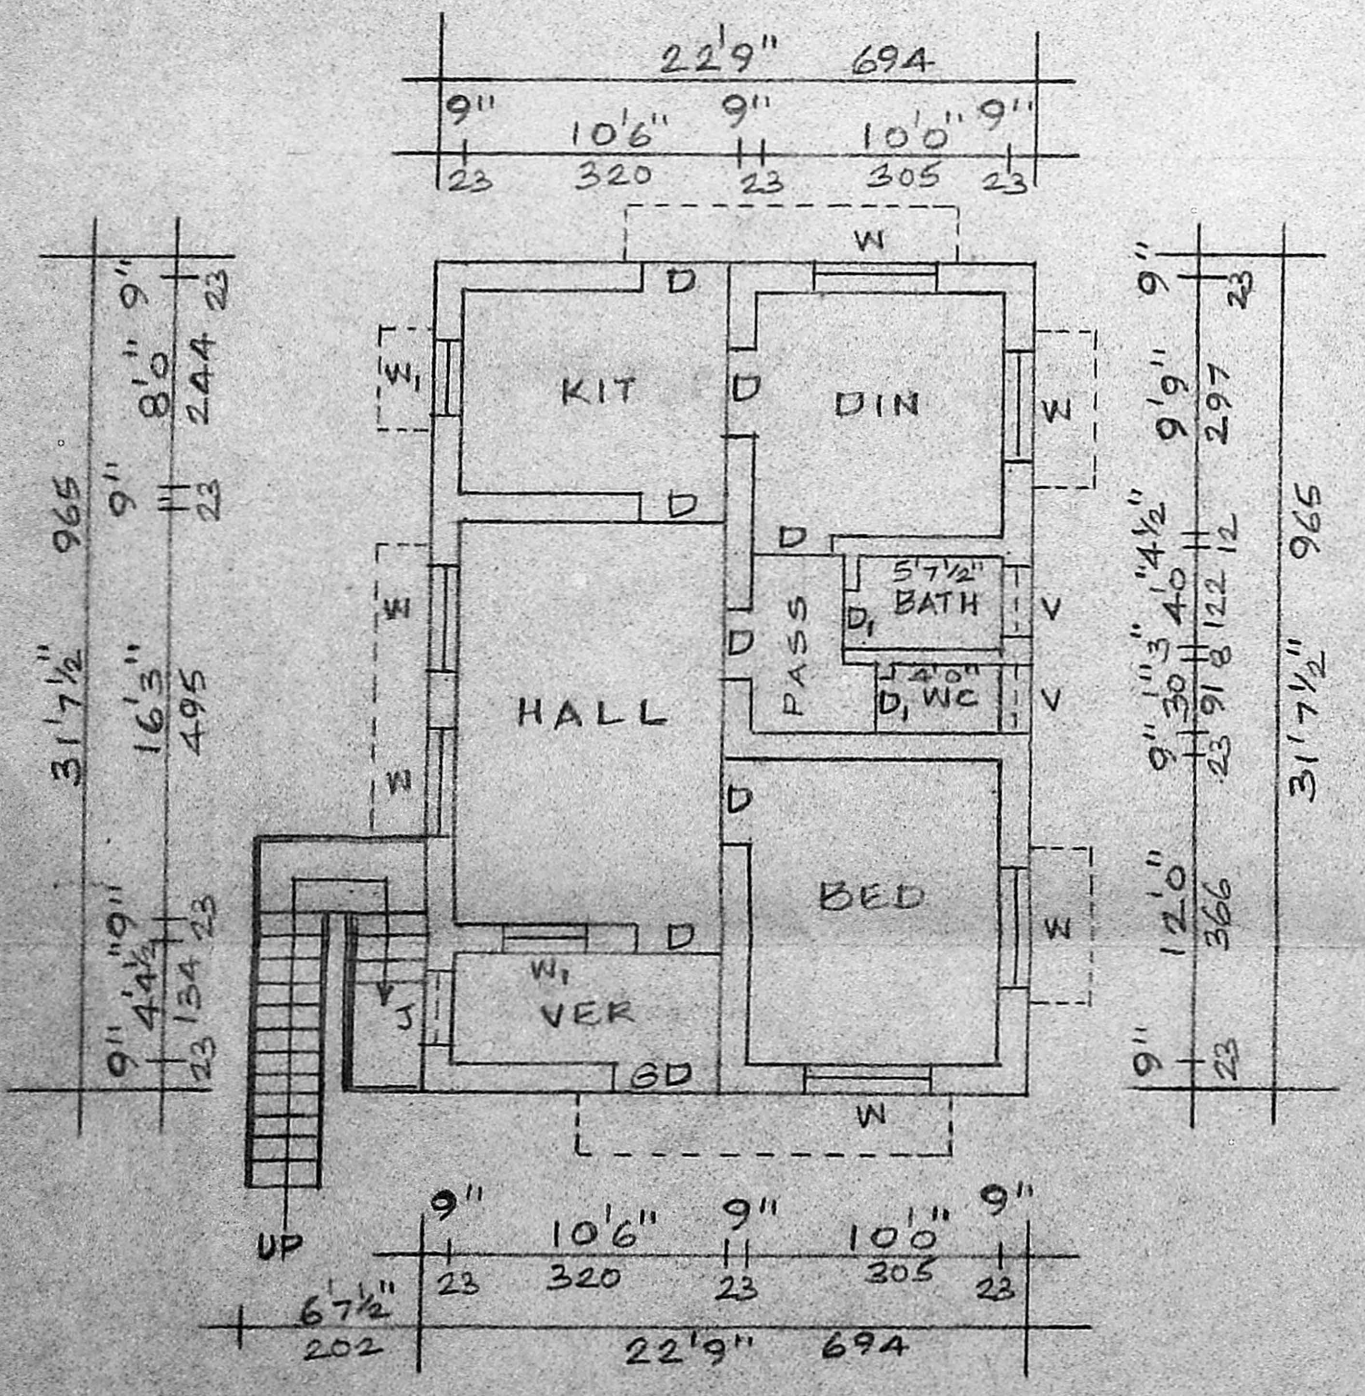 22'9" 694
9" 10'6" 9" 10'0" 9"
23 320 23 305 23
W
D
9" 23
8'0" 244
9" 23
16'3" 495
9" 23
4'4½" 134
9" 23
31'7½" 965
W1
KIT
D
DIN
W
D
D
W
5'7½"
BATH
D1
V
D
PASS
HALL
4'0"
D1 WC
V
W
D
BED
W
D
W1
VER
J
GD
W
UP
9" 23
9'9" 297
4½" 12
4'0" 122
3" 8
3'0" 91
9" 23
12'0" 366
9" 23
31'7½" 965
9" 10'6" 9" 10'0" 9"
23 320 23 305 23
6'7½"
202
22'9" 694